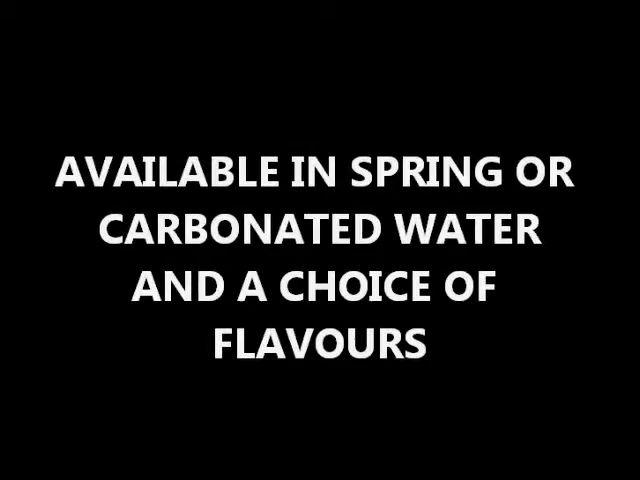 AVAILABLE IN SPRING OR
CARBONATED WATER
AND A CHOICE OF
FLAVOURS